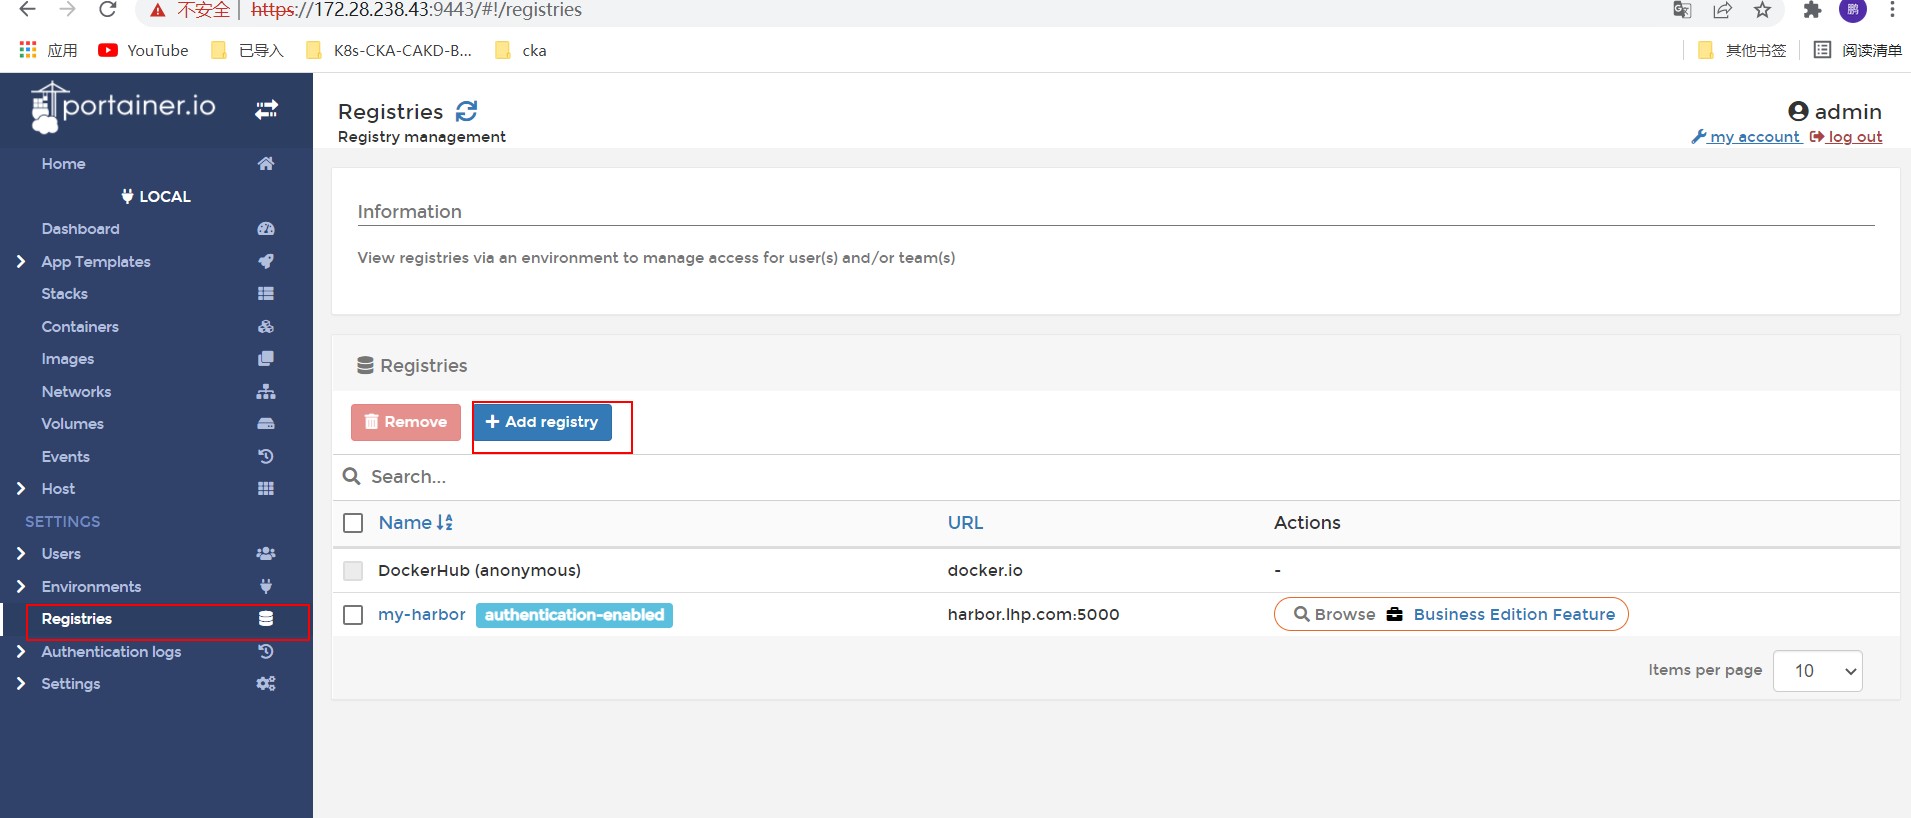 不安全 https://172.28.238.43:9443/#!/registries 鹏
应用 YouTube 已导入 K8s-CKA-CAKD-B... cka 其他书签 阅读清单
portainer.io
Home
LOCAL
Dashboard
App Templates
Stacks
Containers
Images
Networks
Volumes
Events
Host
SETTINGS
Users
Environments
Registries
Authentication logs
Settings
Registries
Registry management
admin
my account log out
Information
View registries via an environment to manage access for user(s) and/or team(s)
Registries
Remove Add registry
Search...
Name URL Actions
DockerHub (anonymous) docker.io -
my-harbor authentication-enabled harbor.lhp.com:5000 Browse Business Edition Feature
Items per page 10